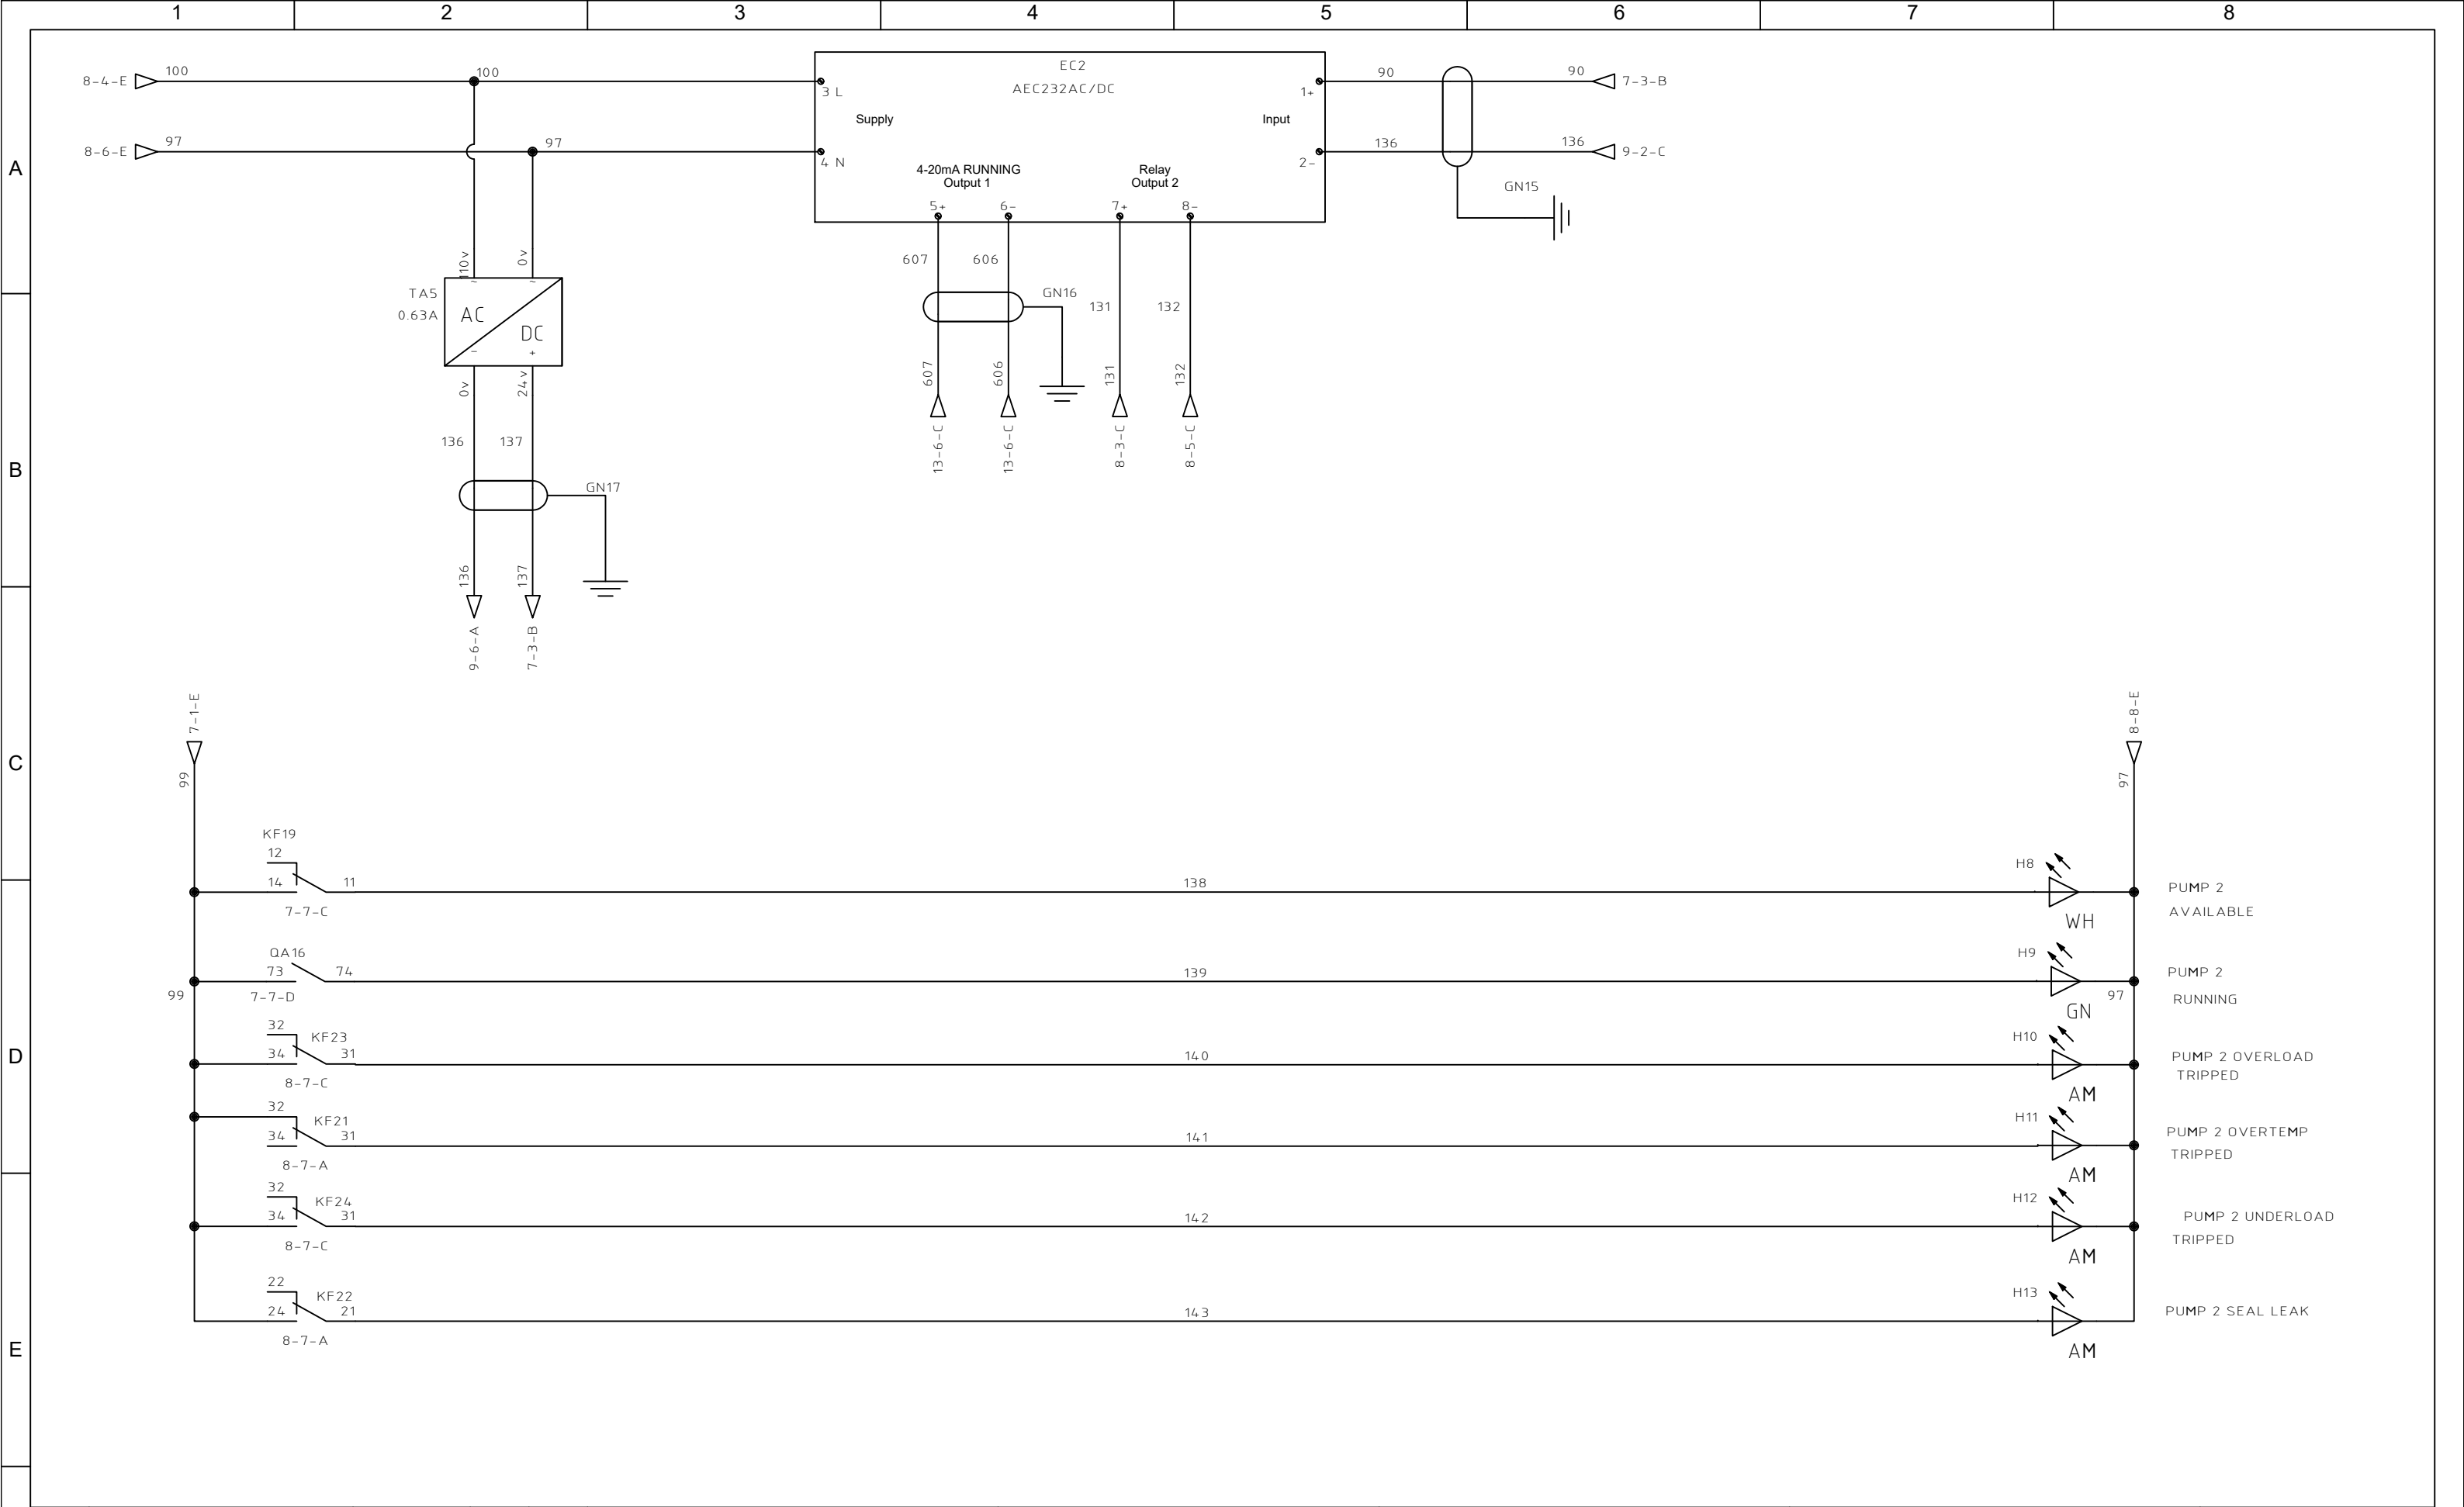 1 2 3 4 5 6 7 8
A
B
C
D
E
8-4-E 100 100
8-6-E 97 97
EC2
AEC232AC/DC
3 L
Supply
4 N
1+
Input
2-
4-20mA RUNNING
Output 1
Relay
Output 2
5+ 6- 7+ 8-
90 90 7-3-B
136 136 9-2-C
GN15
607 606
GN16
131 132
607 606 131 132
13-6-C 13-6-C 8-3-C 8-5-C
110v 0v
~ ~
TA5
0.63A
AC
DC
- +
0v 24v
136 137
GN17
136 137
9-6-A 7-3-B
7-1-E
99
8-8-E
97
KF19
12
14 11
7-7-C
138
H8
WH
PUMP 2
AVAILABLE
QA16
73 74
99
7-7-D
139
H9
GN
97
PUMP 2
RUNNING
32
KF23
34 31
8-7-C
140
H10
AM
PUMP 2 OVERLOAD
TRIPPED
32
KF21
34 31
8-7-A
141
H11
AM
PUMP 2 OVERTEMP
TRIPPED
32
KF24
34 31
8-7-C
142
H12
AM
PUMP 2 UNDERLOAD
TRIPPED
22
KF22
24 21
8-7-A
143
H13
AM
PUMP 2 SEAL LEAK